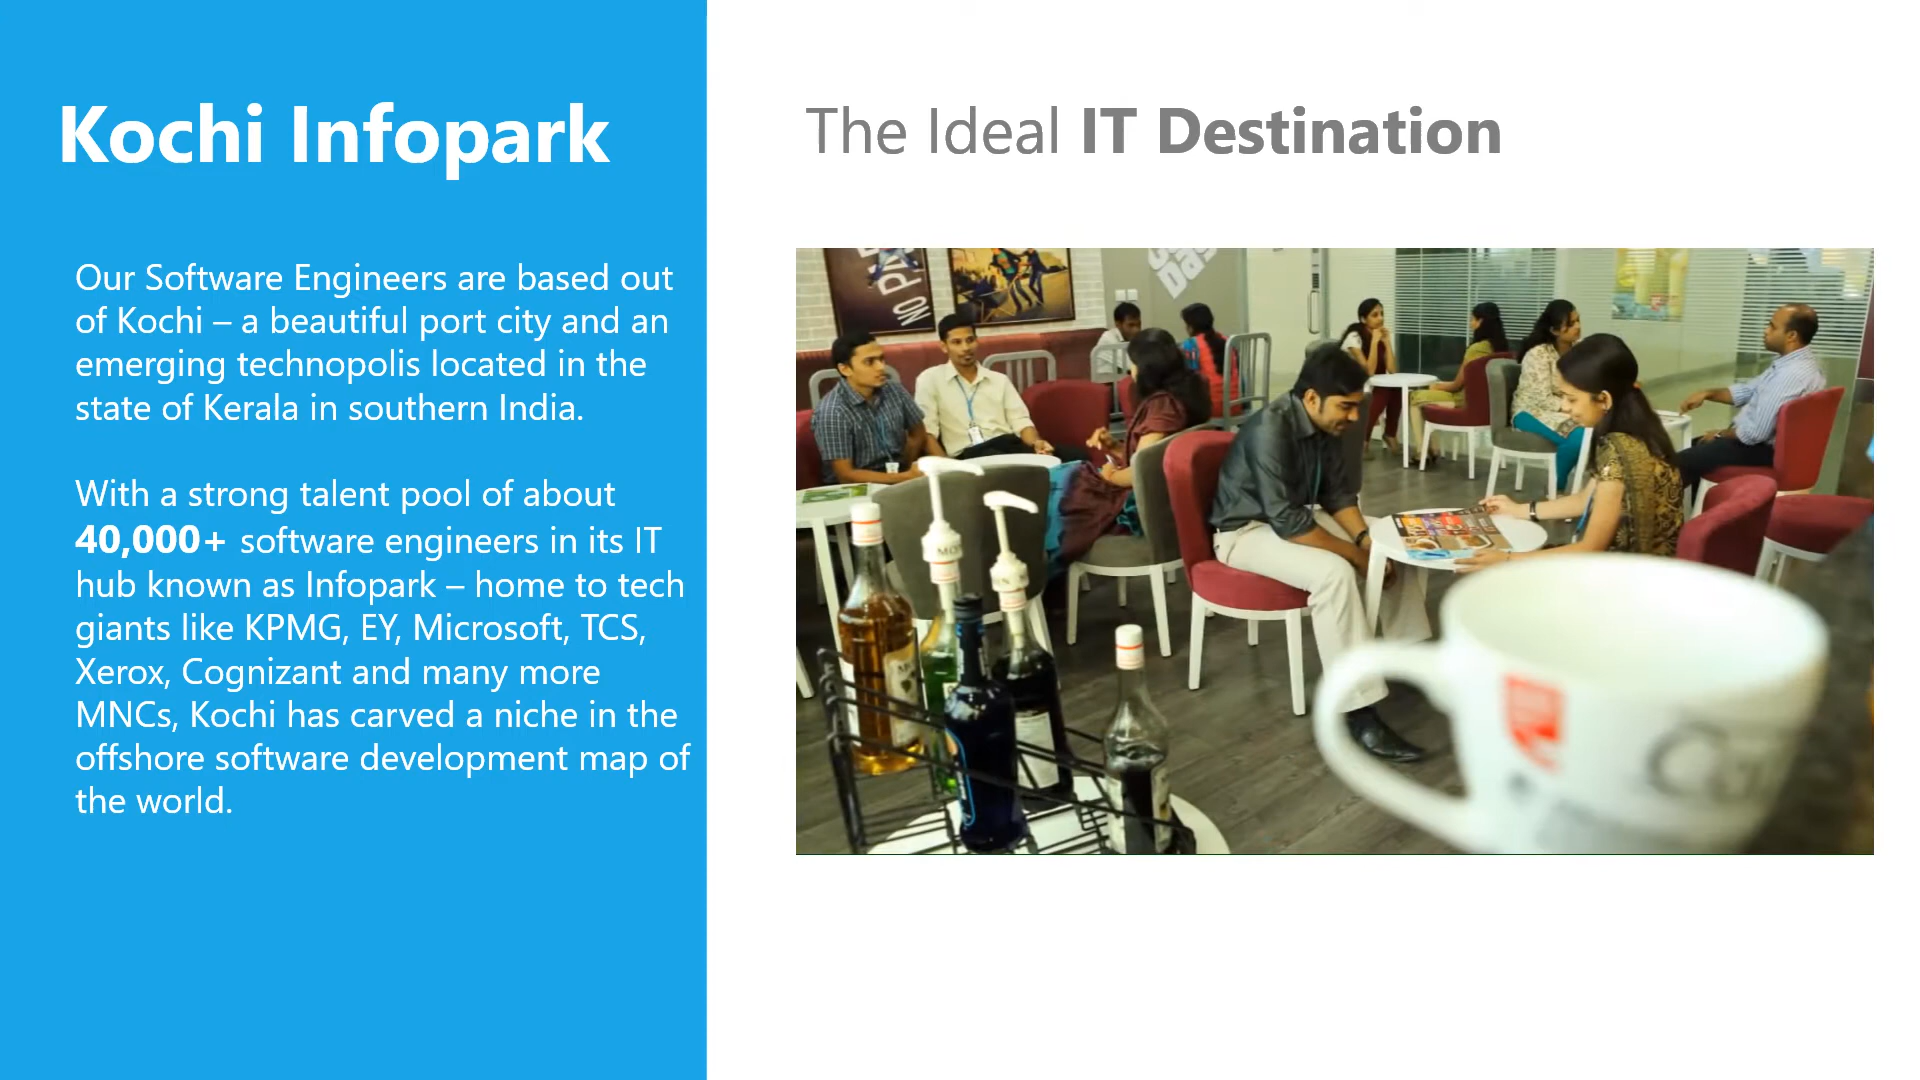 Kochi Infopark
The Ideal IT Destination
Our Software Engineers are based out
of Kochi – a beautiful port city and an
emerging technopolis located in the
state of Kerala in southern India.
With a strong talent pool of about
40,000+ software engineers in its IT
hub known as Infopark – home to tech
giants like KPMG, EY, Microsoft, TCS,
Xerox, Cognizant and many more
MNCs, Kochi has carved a niche in the
offshore software development map of
the world.
NO